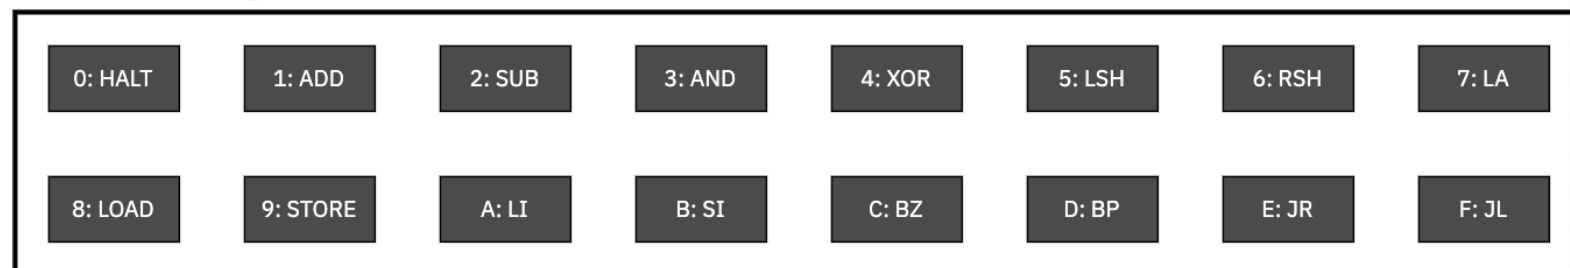 0: HALT 1: ADD 2: SUB 3: AND 4: XOR 5: LSH 6: RSH 7: LA
8: LOAD 9: STORE A: LI B: SI C: BZ D: BP E: JR F: JL